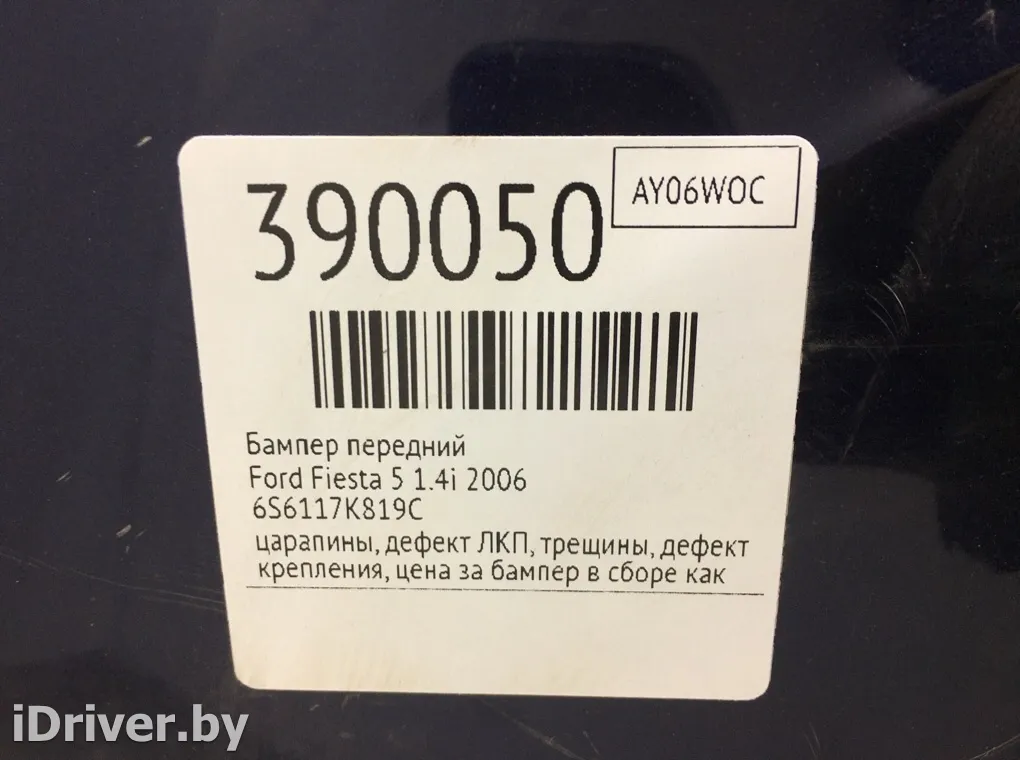 390050
AY06WOC
Бампер передний
Ford Fiesta 5 1.4i 2006
6S6117K819C
царапины, дефект ЛКП, трещины, дефект
крепления, цена за бампер в сборе как
iDriver.by